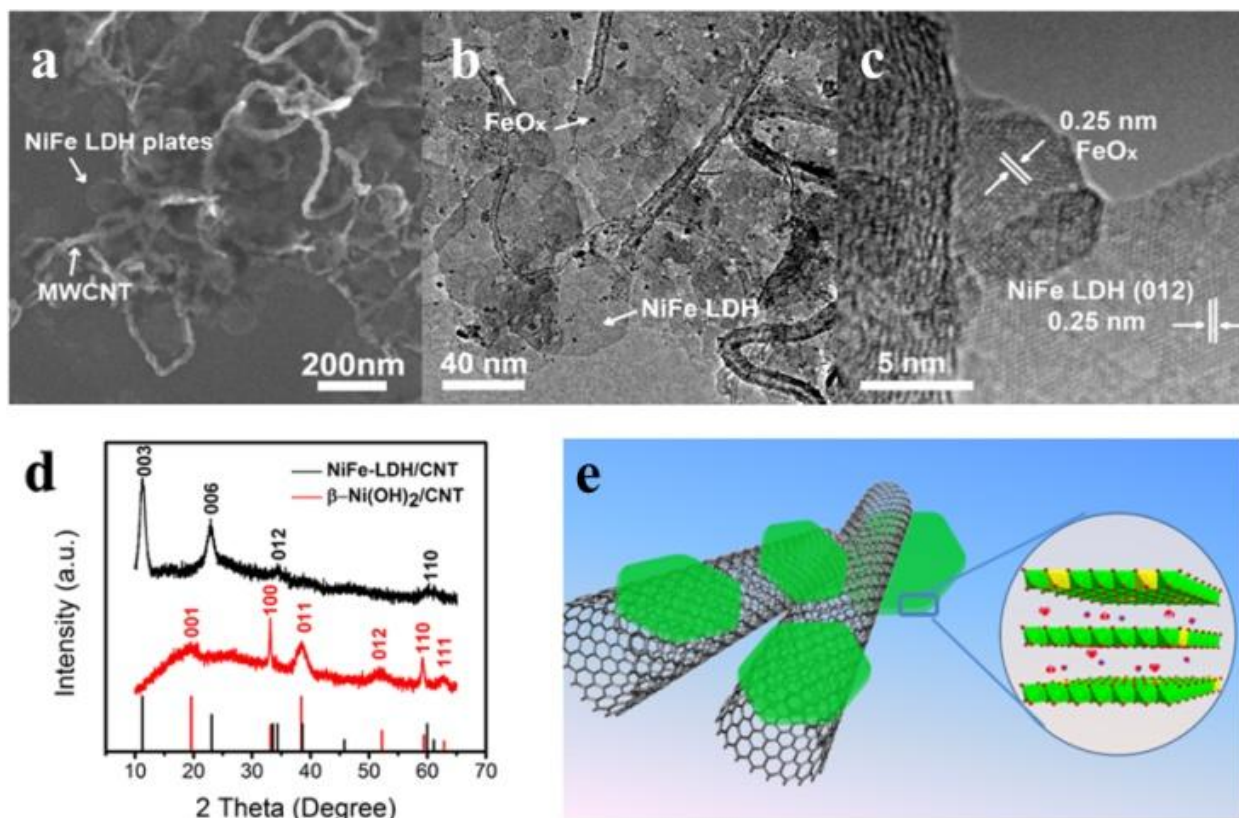 a
NiFe LDH plates
MWCNT
200nm
b
FeOₓ
NiFe LDH
40 nm
c
0.25 nm
FeOₓ
NiFe LDH (012)
0.25 nm
5 nm
d
Intensity (a.u.)
003
006
012
110
NiFe-LDH/CNT
β-Ni(OH)₂/CNT
001
100
011
012
110
111
10 20 30 40 50 60 70
2 Theta (Degree)
e